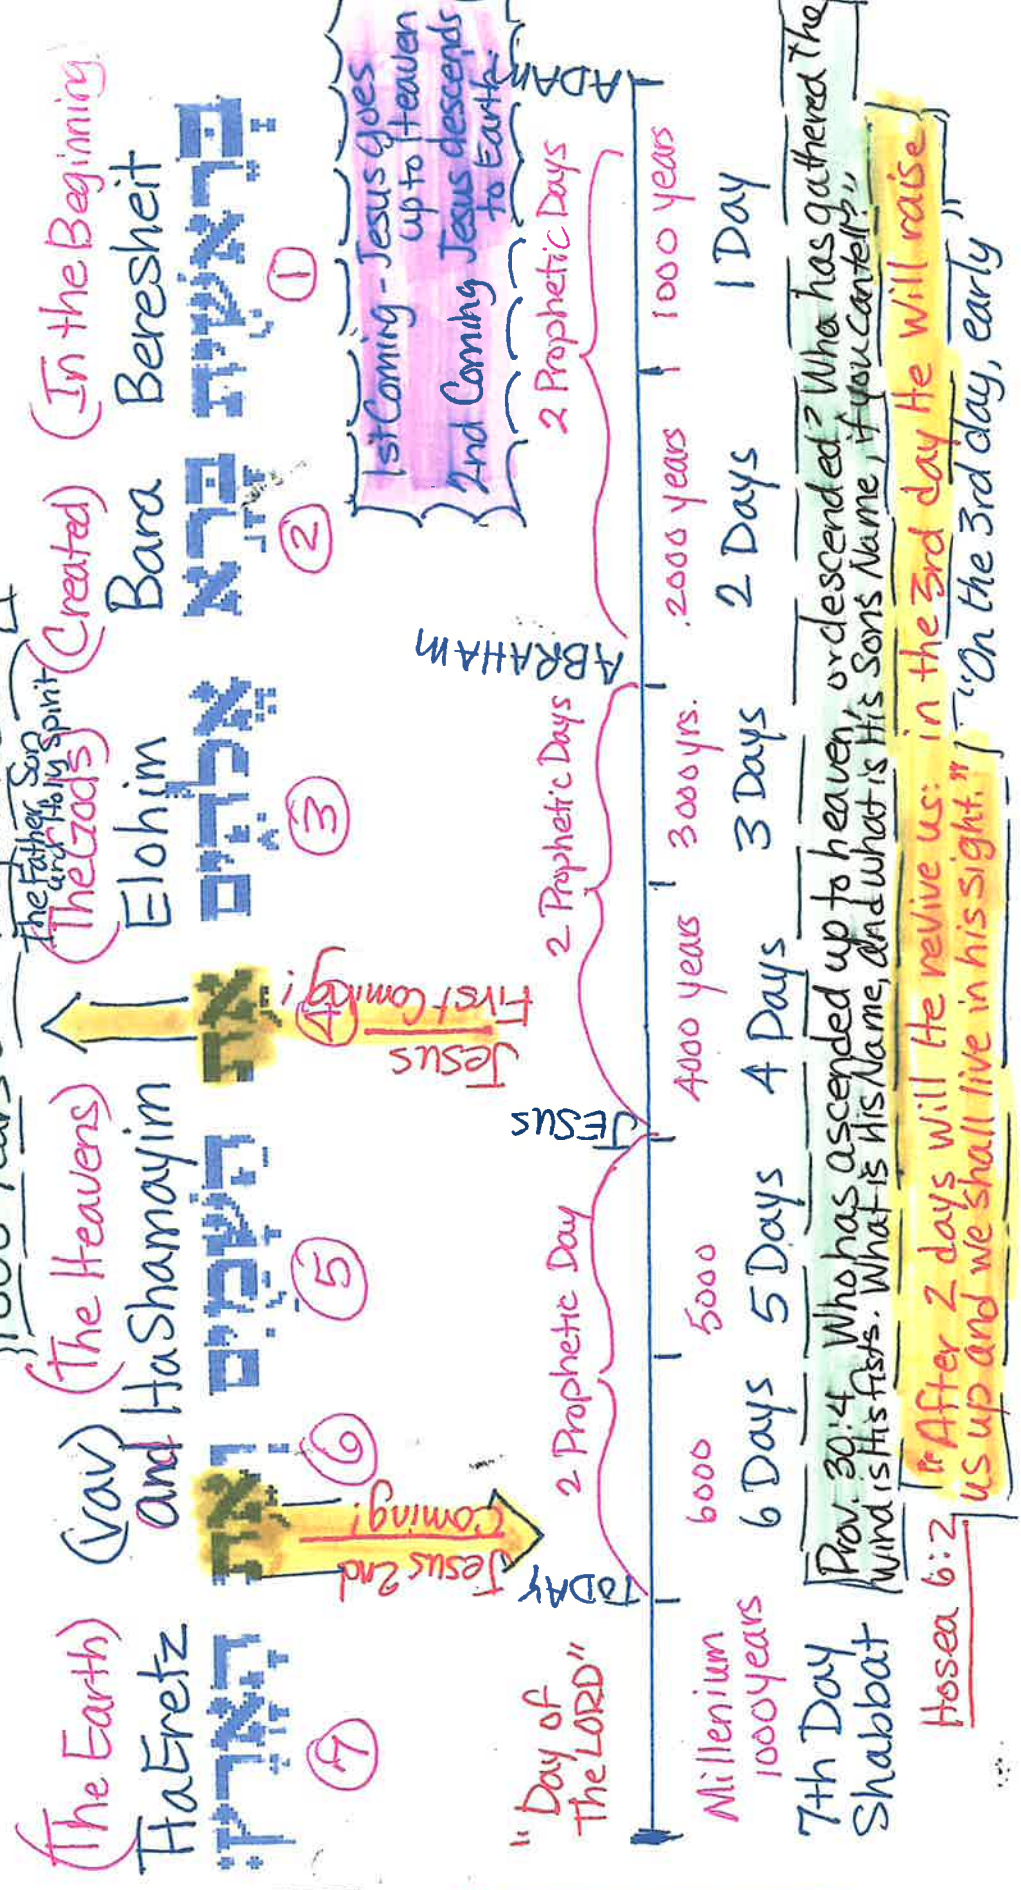 The Father Son
and Holy Spirit
(The Earth) (vav) (The Heavens) (The Gods) (Created) (In the Beginning
HaEretz and HaShamayim Elohim Bara Beresheit
בְּרֵאשִׁית בָּרָא אֱלֹהִים אֵת הַשָּׁמַיִם וְאֵת הָאָרֶץ׃
7 6 5 4 3 2 1
Jesus
First Coming!
Jesus 2nd
Coming!
1st Coming - Jesus goes
up to Heaven
2nd Coming Jesus descends
to Earth.
"Day of
The LORD"
2 Prophetic Day 2 Prophetic Days 2 Prophetic Days
TODAY JESUS ABRAHAM ADAM
Millenium
1000years
6000 5000 4000 years 3000yrs. 2000 years 1000 years
7th Day
Shabbat
6 Days 5 Days 4 Days 3 Days 2 Days 1 Day
Prov. 30:4 Who has ascended up to heaven, or descended? Who has gathered the
wind is His fists. What is His Name, and what is His Sons Name, if you can tell?"
Hosea 6:2
"After 2 days will He revive us: in the 3rd day He will raise
us up and we shall live in his sight."
"On the 3rd day, early